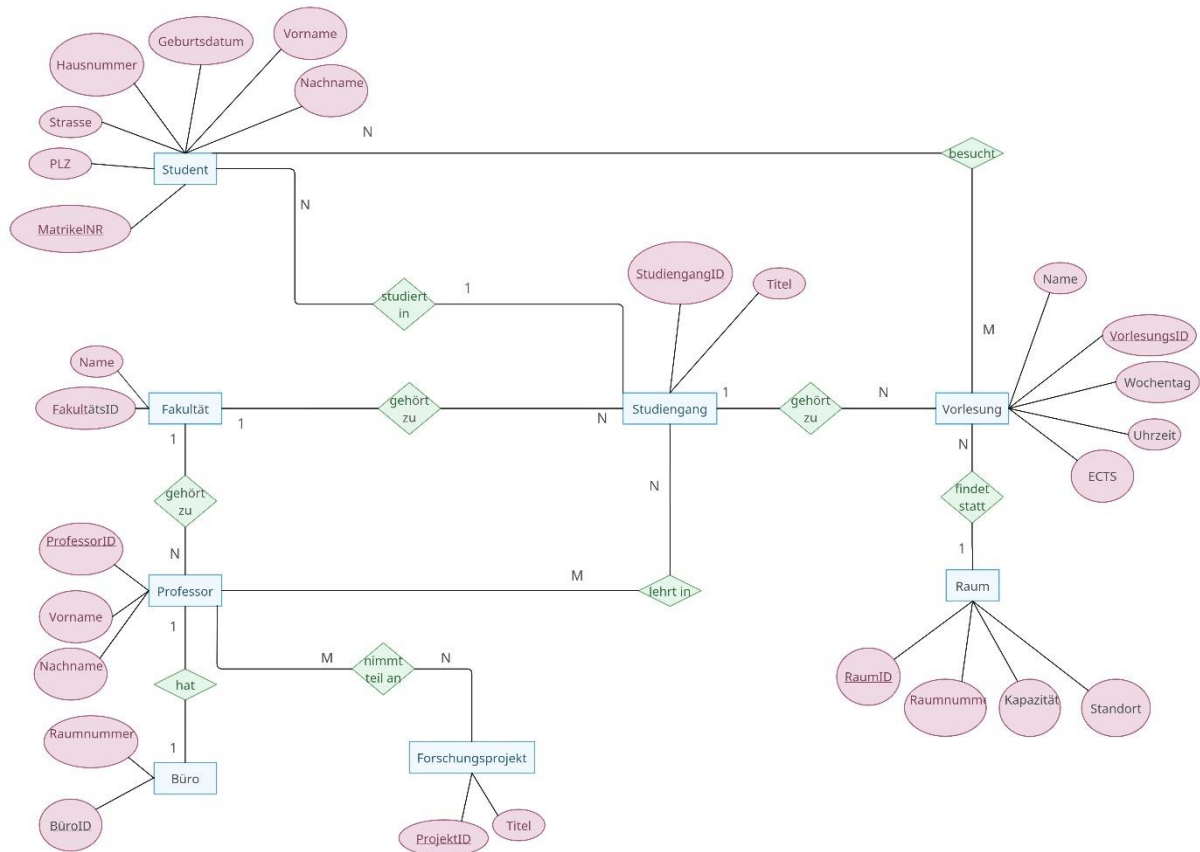 Vorname
Geburtsdatum
Hausnummer
Nachname
Strasse
N
PLZ
Student
besucht
N
MatrikelNR
StudiengangID
Titel
Name
studiert
in
1
M
VorlesungsID
Name
Wochentag
FakultätsID
Fakultät
1
gehört
zu
N
Studiengang
1
gehört
zu
N
Vorlesung
1
Uhrzeit
N
ECTS
gehört
zu
N
findet
statt
ProfessorID
N
1
Professor
M
lehrt in
Raum
Vorname
1
Nachname
M
nimmt
teil an
N
RaumID
Raumnumme
Kapazität
Standort
hat
Raumnummer
1
Büro
Forschungsprojekt
BüroID
ProjektID
Titel